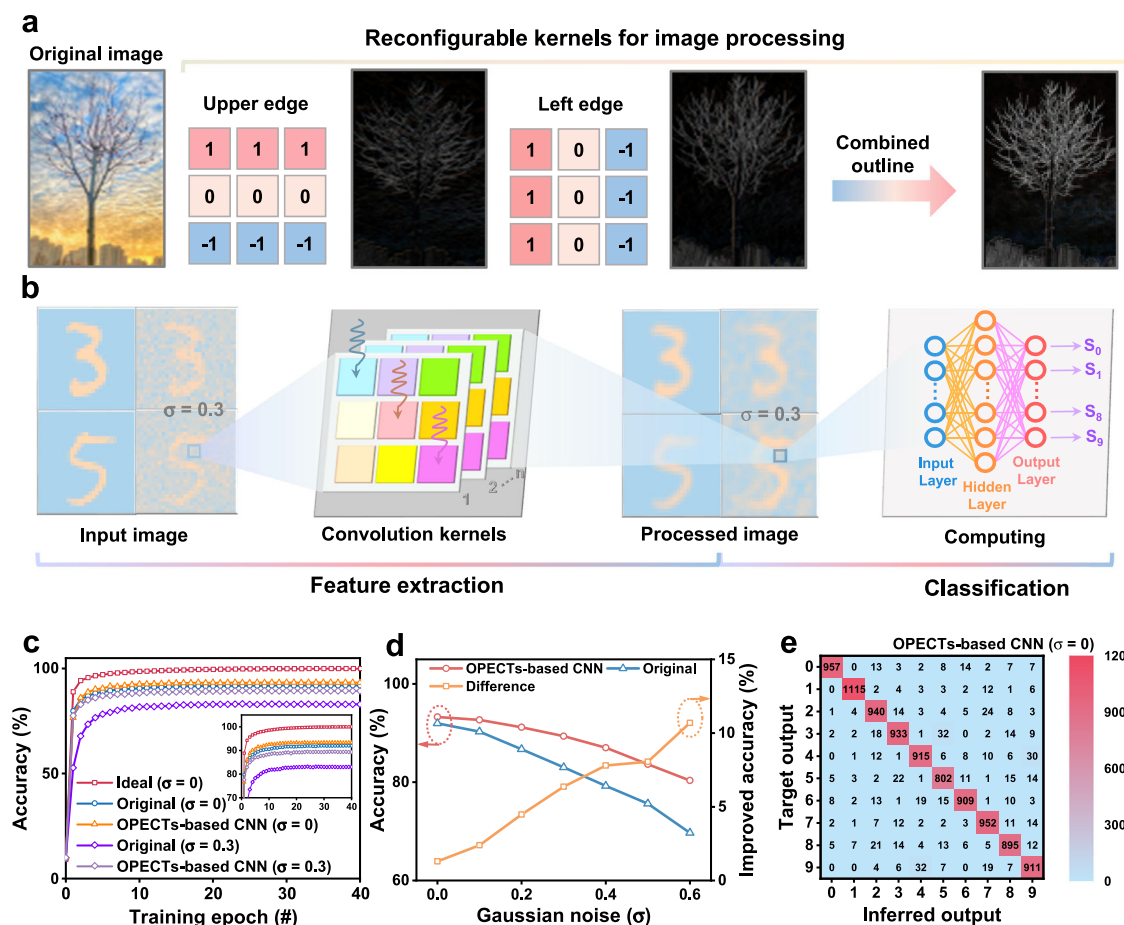 a
Reconfigurable kernels for image processing
Original image
Upper edge
1 1 1
0 0 0
-1 -1 -1
Left edge
1 0 -1
1 0 -1
1 0 -1
Combined
outline
b
σ = 0.3
1
2
n
σ = 0.3
S0
S1
S8
S9
Input
Layer
Hidden
Layer
Output
Layer
Input image
Convolution kernels
Processed image
Computing
Feature extraction
Classification
c
Accuracy (%)
100
50
0
Ideal (σ = 0)
Original (σ = 0)
OPECTs-based CNN (σ = 0)
Original (σ = 0.3)
OPECTs-based CNN (σ = 0.3)
100
90
80
70
0 10 20 30 40
0 10 20 30 40
Training epoch (#)
d
Accuracy (%)
100
80
60
OPECTs-based CNN
Original
Difference
15
10
5
0
Improved accuracy (%)
0.0 0.2 0.4 0.6
Gaussian noise (σ)
e
OPECTs-based CNN (σ = 0)
Target output
0 957 0 13 3 2 8 14 2 7 7
1 0 1115 2 4 3 3 2 12 1 6
2 1 4 940 14 3 4 5 24 8 3
3 2 2 18 933 1 32 0 2 14 9
4 0 1 12 1 915 6 8 10 6 30
5 5 3 2 22 1 802 11 1 15 14
6 8 2 13 1 19 15 909 1 10 3
7 2 1 7 12 2 2 3 952 11 14
8 5 7 21 14 4 13 6 5 895 12
9 0 0 4 6 32 7 0 19 7 911
0 1 2 3 4 5 6 7 8 9
Inferred output
120
900
600
300
0